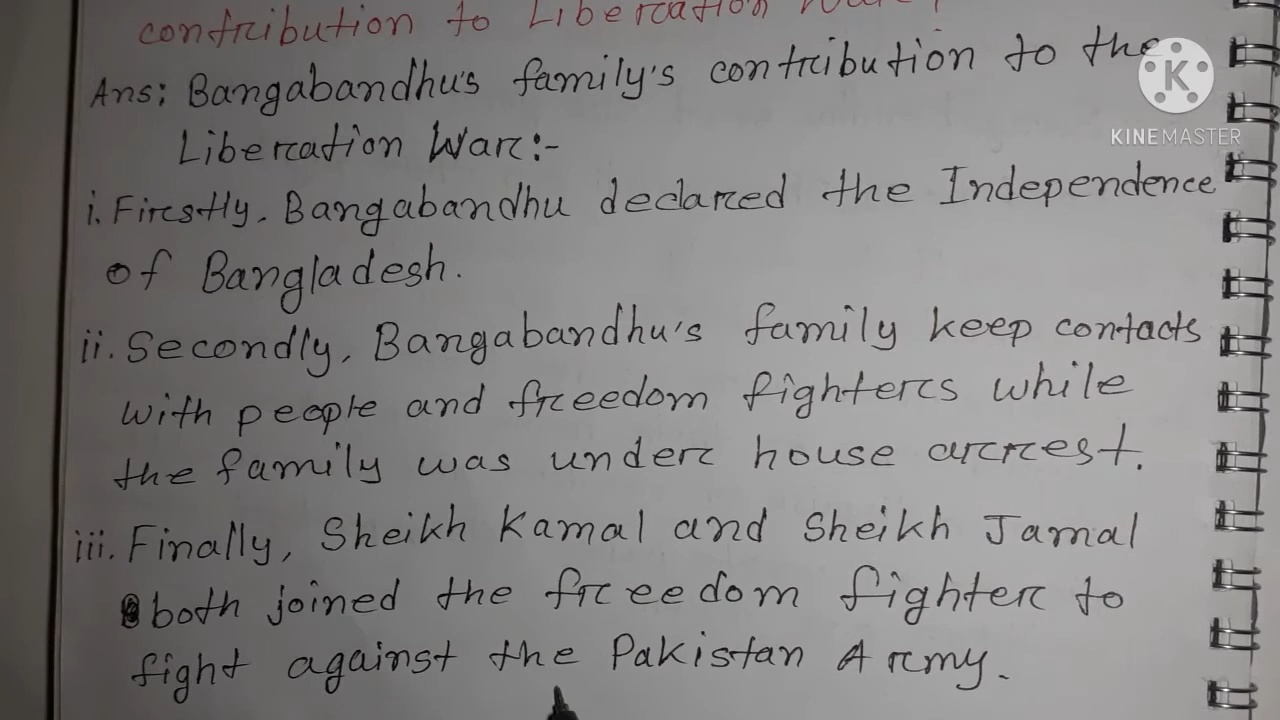 contribution to Liberation War?
Ans: Bangabandhu's family's contribution to the
Liberation War:-
i. Firstly, Bangabandhu declared the Independence
of Bangladesh.
ii. Secondly, Bangabandhu's family keep contacts
with people and freedom fighters while
the family was under house arrest.
iii. Finally, Sheikh Kamal and Sheikh Jamal
both joined the freedom fighter to
fight against the Pakistan Army.
K
KINEMASTER